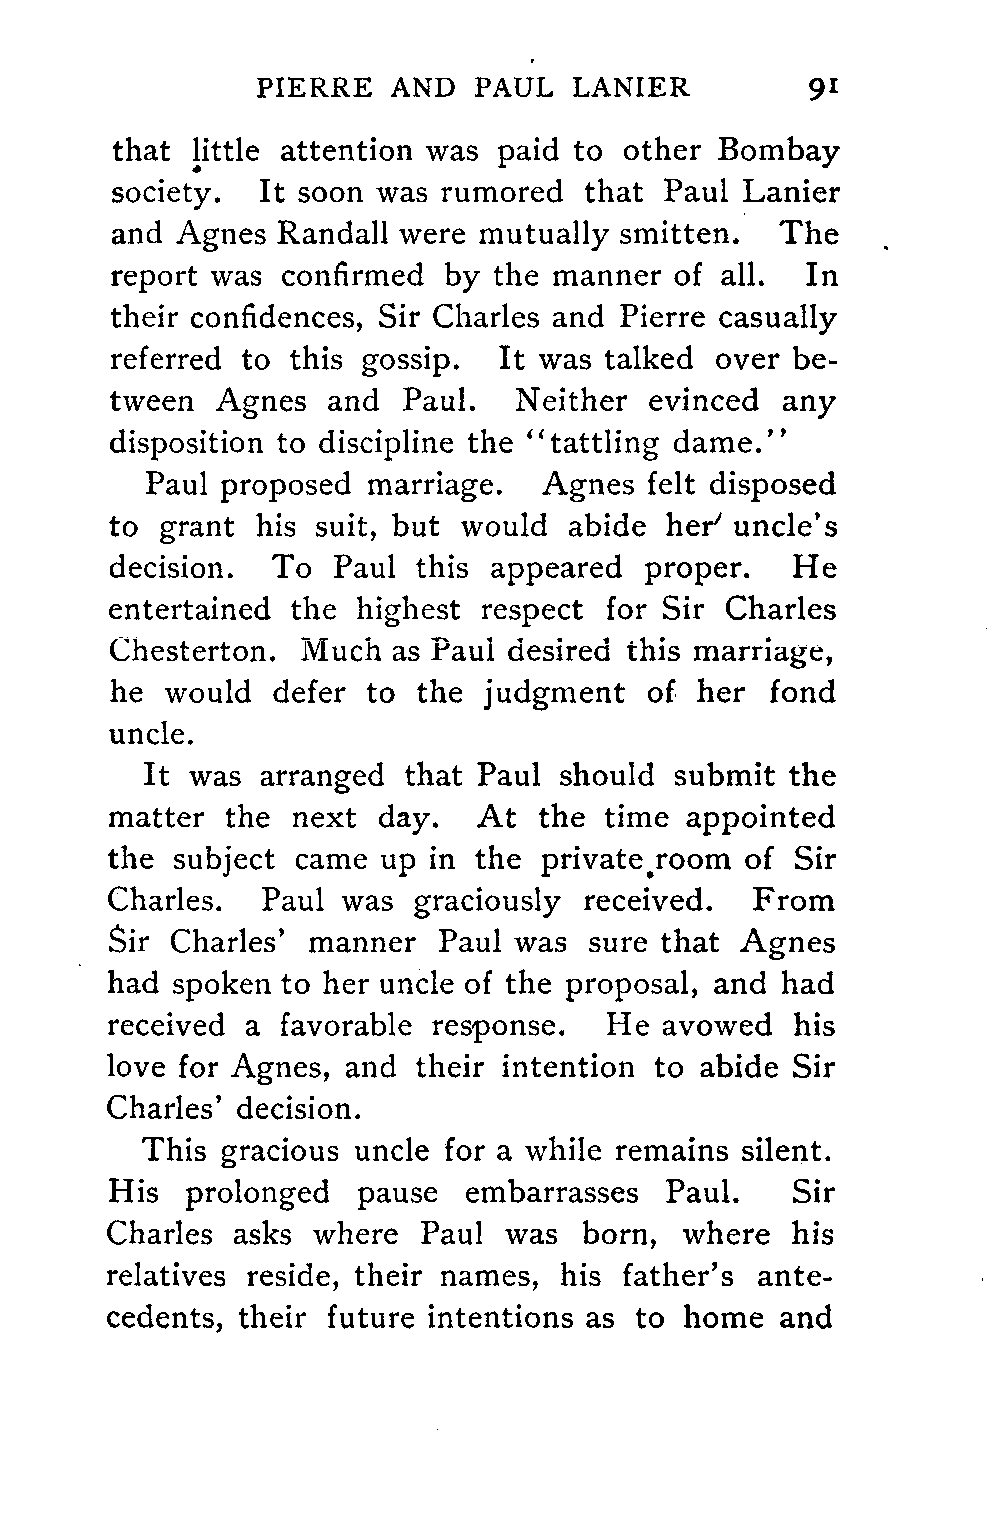 PIERRE AND PAUL LANIER 91
that little attention was paid to other Bombay
society. It soon was rumored that Paul Lanier
and Agnes Randall were mutually smitten. The
report was confirmed by the manner of all. In
their confidences, Sir Charles and Pierre casually
referred to this gossip. It was talked over be-
tween Agnes and Paul. Neither evinced any
disposition to discipline the "tattling dame."
Paul proposed marriage. Agnes felt disposed
to grant his suit, but would abide her uncle's
decision. To Paul this appeared proper. He
entertained the highest respect for Sir Charles
Chesterton. Much as Paul desired this marriage,
he would defer to the judgment of her fond
uncle.
It was arranged that Paul should submit the
matter the next day. At the time appointed
the subject came up in the private room of Sir
Charles. Paul was graciously received. From
Sir Charles' manner Paul was sure that Agnes
had spoken to her uncle of the proposal, and had
received a favorable response. He avowed his
love for Agnes, and their intention to abide Sir
Charles' decision.
This gracious uncle for a while remains silent.
His prolonged pause embarrasses Paul. Sir
Charles asks where Paul was born, where his
relatives reside, their names, his father's ante-
cedents, their future intentions as to home and